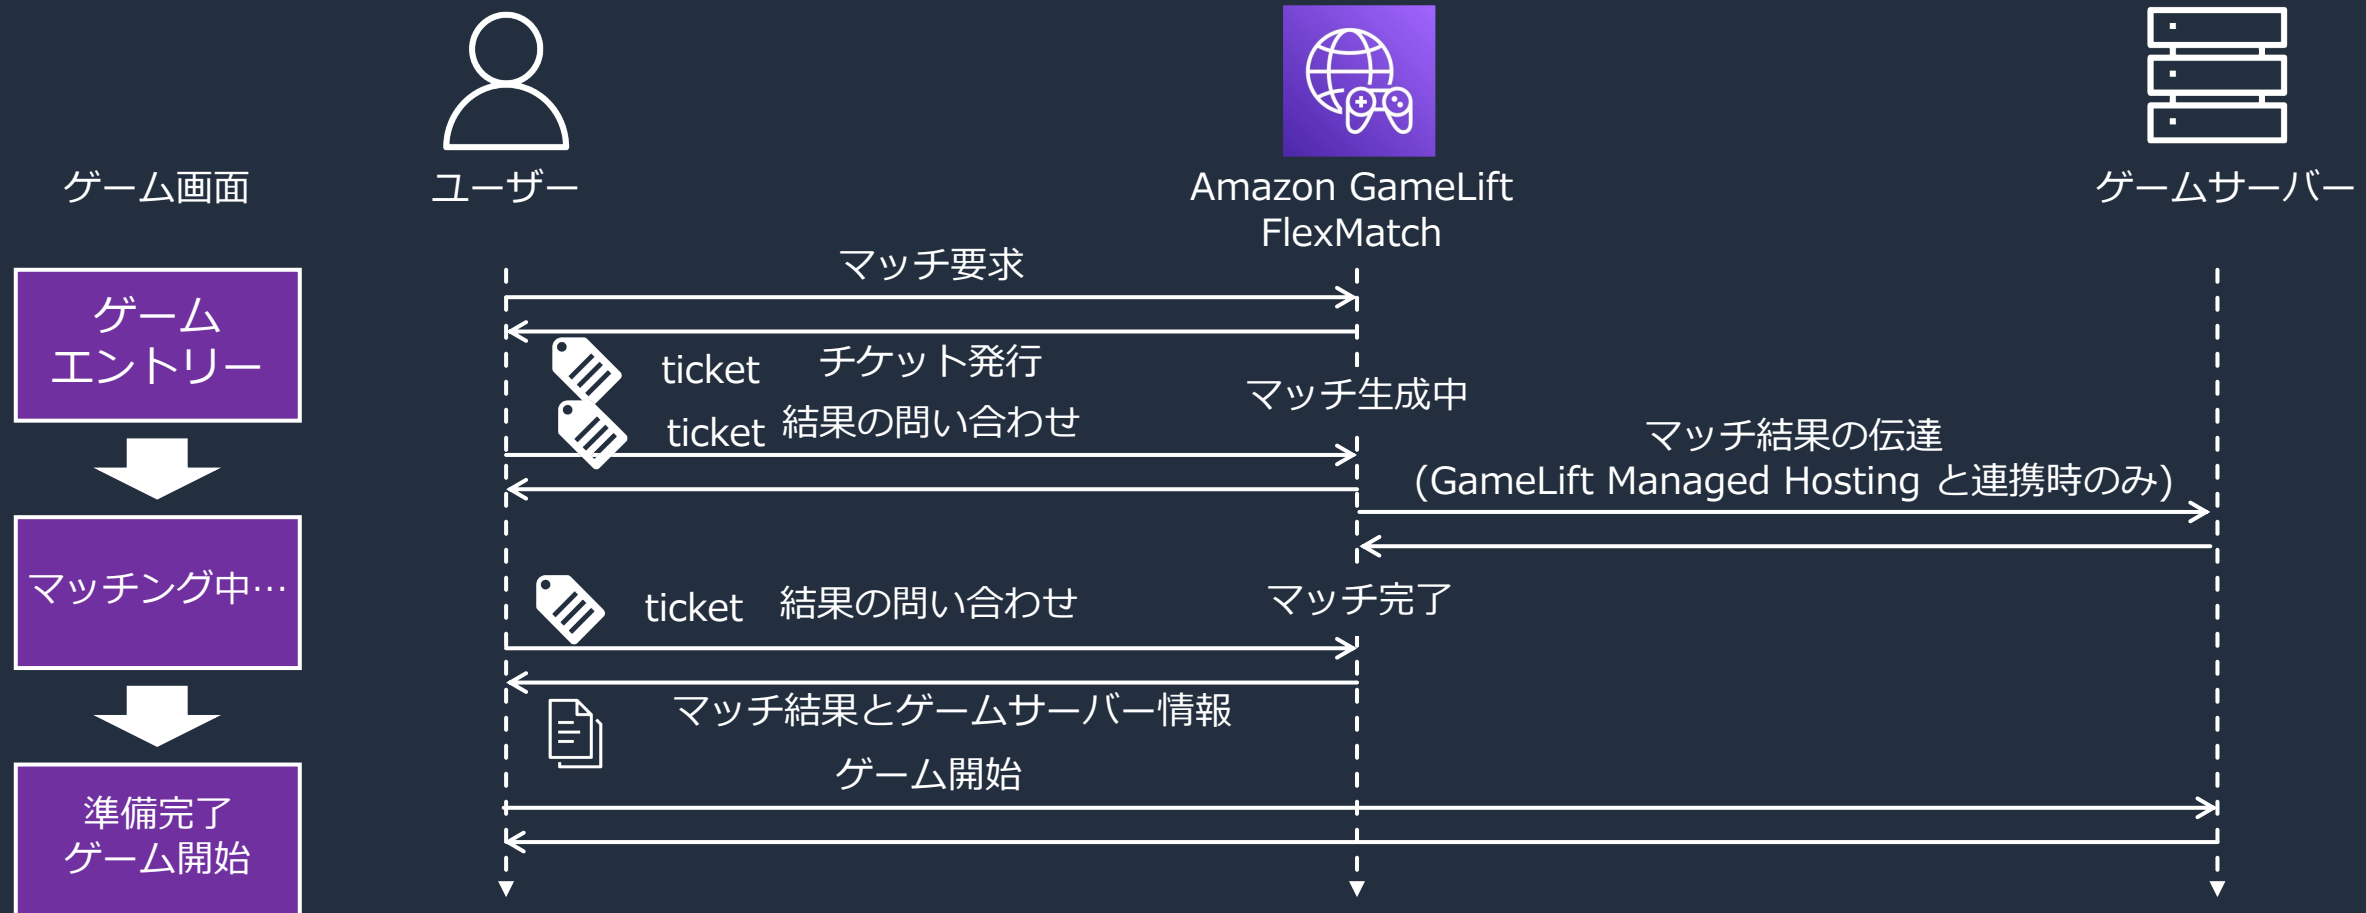 ゲーム画面
ユーザー
Amazon GameLift
FlexMatch
ゲームサーバー
マッチ要求
ゲーム
エントリー
ticket
チケット発行
マッチ生成中
ticket
結果の問い合わせ
マッチ結果の伝達
(GameLift Managed Hosting と連携時のみ)
マッチング中…
ticket
結果の問い合わせ
マッチ完了
マッチ結果とゲームサーバー情報
ゲーム開始
準備完了
ゲーム開始